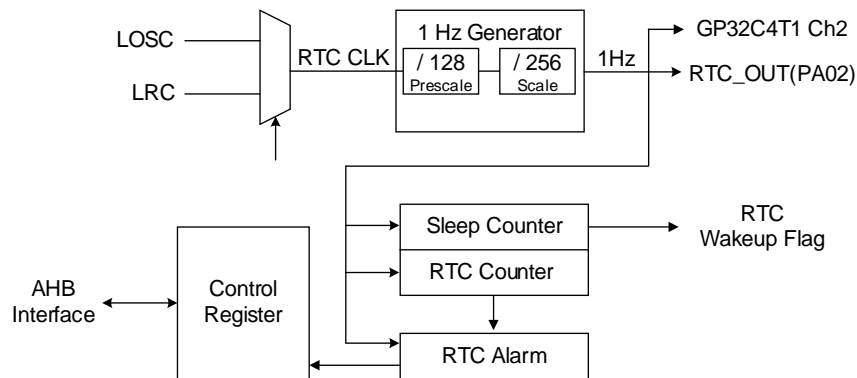 LOSC
LRC
RTC CLK
1 Hz Generator
/ 128
Prescale
/ 256
Scale
1Hz
GP32C4T1 Ch2
RTC_OUT(PA02)
Sleep Counter
RTC Counter
RTC Alarm
RTC
Wakeup Flag
AHB
Interface
Control
Register